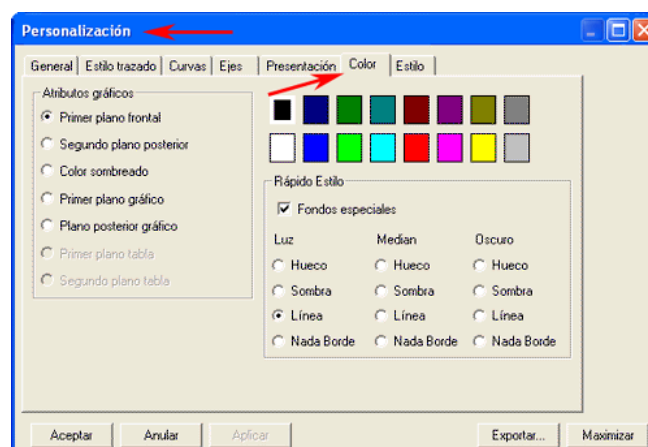 Personalización
General Estilo trazado Curvas Ejes Presentación Color Estilo
Atributos gráficos
Primer plano frontal
Segundo plano posterior
Color sombreado
Primer plano gráfico
Plano posterior gráfico
Primer plano tabla
Segundo plano tebla
Rápido Estilo
Fondos especiales
Luz Median Oscuro
Hueco Hueco Hueco
Sombra Sombra Sombra
Línea Línea Línea
Nada Borde Nada Borde Nada Borde
Aceptar Anular Aplicar Exportar... Maximizar